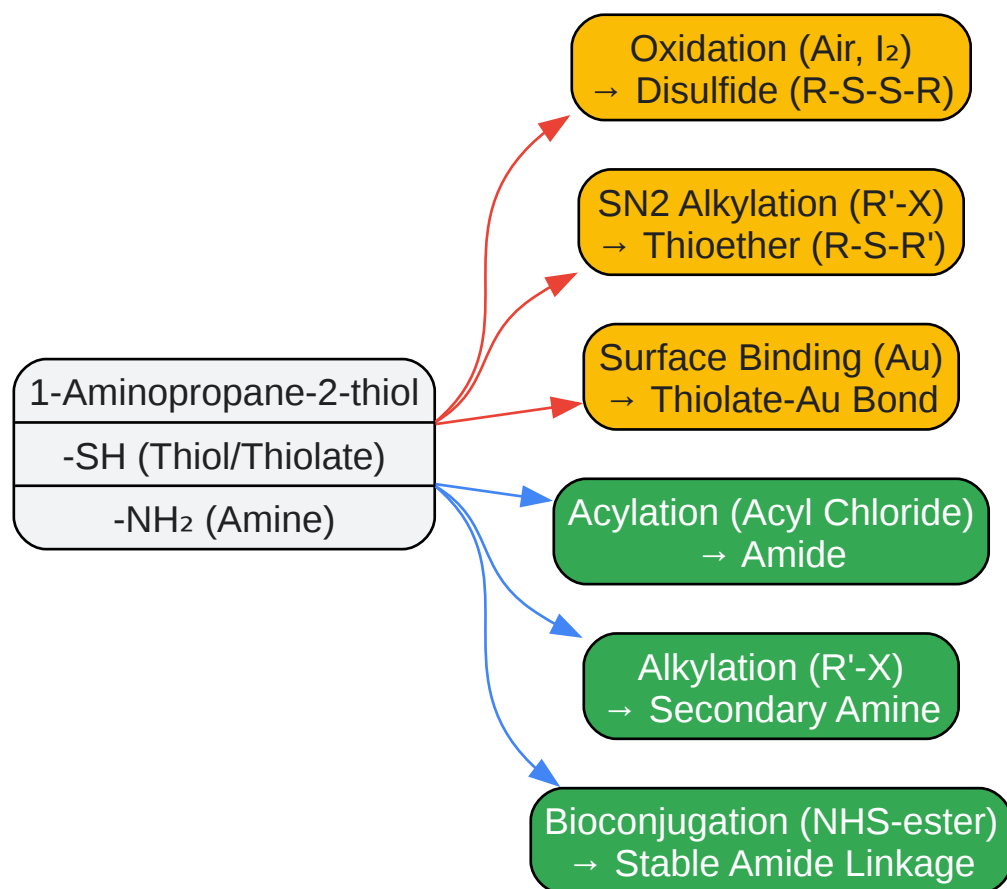 1-Aminopropane-2-thiol
-SH (Thiol/Thiolate)
-NH₂ (Amine)
Oxidation (Air, I₂)
→ Disulfide (R-S-S-R)
SN2 Alkylation (R'-X)
→ Thioether (R-S-R')
Surface Binding (Au)
→ Thiolate-Au Bond
Acylation (Acyl Chloride)
→ Amide
Alkylation (R'-X)
→ Secondary Amine
Bioconjugation (NHS-ester)
→ Stable Amide Linkage